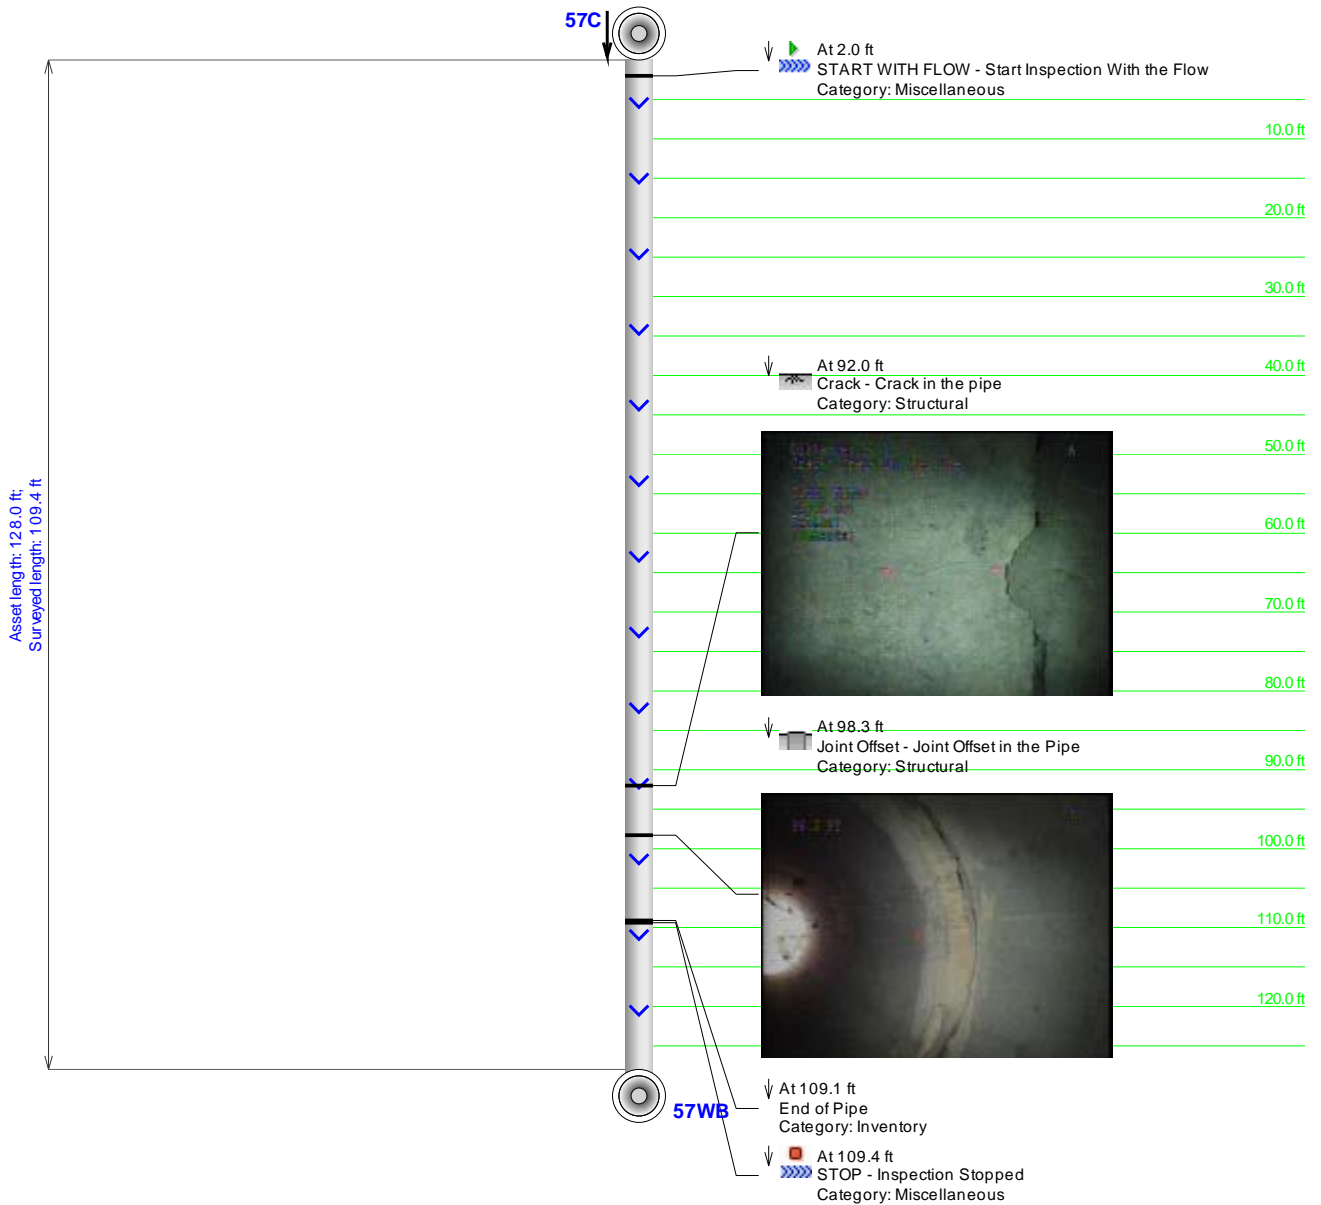 57C
At 2.0 ft
START WITH FLOW - Start Inspection With the Flow
Category: Miscellaneous
10.0 ft
20.0 ft
30.0 ft
At 92.0 ft
40.0 ft
Crack - Crack in the pipe
Category: Structural
50.0 ft
60.0 ft
70.0 ft
80.0 ft
Asset length: 128.0 ft;
Surveyed length: 109.4 ft
At 98.3 ft
Joint Offset - Joint Offset in the Pipe
90.0 ft
Category: Structural
100.0 ft
110.0 ft
120.0 ft
At 109.1 ft
57WB
End of Pipe
Category: Inventory
At 109.4 ft
STOP - Inspection Stopped
Category: Miscellaneous